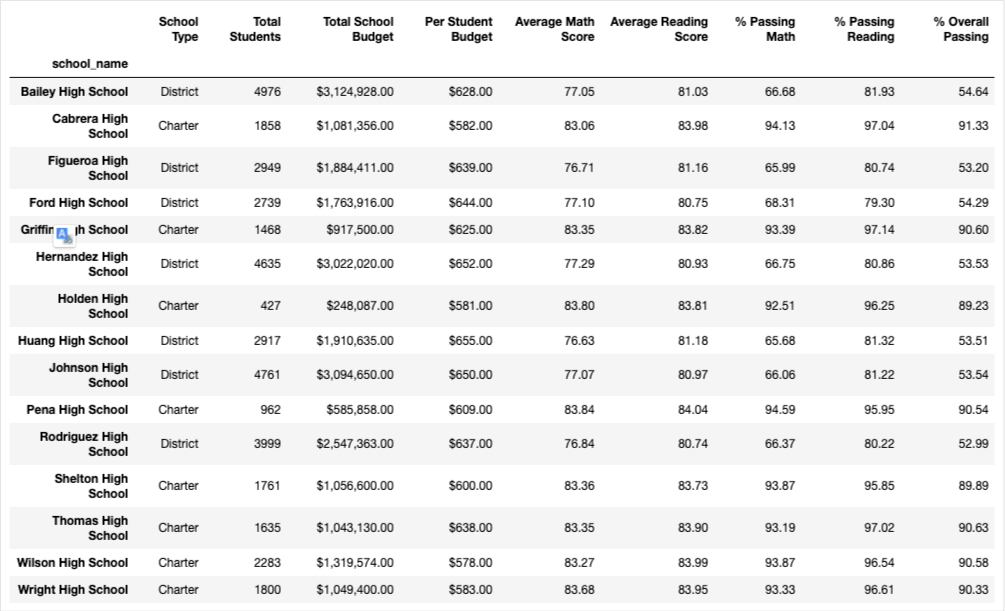 School Type Total Students Total School Budget Per Student Budget Average Math Score Average Reading Score % Passing Math % Passing Reading % Overall Passing
school_name
Bailey High School District 4976 $3,124,928.00 $628.00 77.05 81.03 66.68 81.93 54.64
Cabrera High School Charter 1858 $1,081,356.00 $582.00 83.06 83.98 94.13 97.04 91.33
Figueroa High School District 2949 $1,884,411.00 $639.00 76.71 81.16 65.99 80.74 53.20
Ford High School District 2739 $1,763,916.00 $644.00 77.10 80.75 68.31 79.30 54.29
Griffin High School Charter 1468 $917,500.00 $625.00 83.35 83.82 93.39 97.14 90.60
Hernandez High School District 4635 $3,022,020.00 $652.00 77.29 80.93 66.75 80.86 53.53
Holden High School Charter 427 $248,087.00 $581.00 83.80 83.81 92.51 96.25 89.23
Huang High School District 2917 $1,910,635.00 $655.00 76.63 81.18 65.68 81.32 53.51
Johnson High School District 4761 $3,094,650.00 $650.00 77.07 80.97 66.06 81.22 53.54
Pena High School Charter 962 $585,858.00 $609.00 83.84 84.04 94.59 95.95 90.54
Rodriguez High School District 3999 $2,547,363.00 $637.00 76.84 80.74 66.37 80.22 52.99
Shelton High School Charter 1761 $1,056,600.00 $600.00 83.36 83.73 93.87 95.85 89.89
Thomas High School Charter 1635 $1,043,130.00 $638.00 83.35 83.90 93.19 97.02 90.63
Wilson High School Charter 2283 $1,319,574.00 $578.00 83.27 83.99 93.87 96.54 90.58
Wright High School Charter 1800 $1,049,400.00 $583.00 83.68 83.95 93.33 96.61 90.33